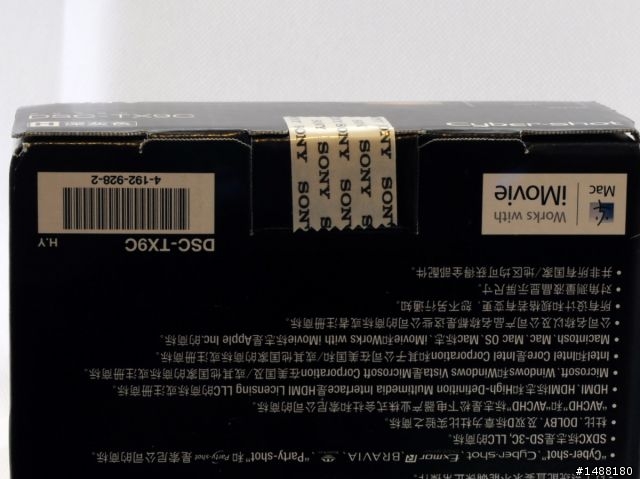 • "Cyber-shot", Cyber-shot, Exmor R, BRAVIA, "Party-shot"和 Party-shot 是索尼公司的商标。
• SDXC标志是SD-3C, LLC的商标。
• 杜比、DOLBY、及双D标志为杜比实验室之商标。
• "AVCHD"和"AVCHD"标志是松下电器产业株式会社和索尼公司的商标。
• HDMI、HDMI标志和High-Definition Multimedia Interface是HDMI Licensing LLC的商标或注册商标。
• Microsoft、Windows和Windows Vista是Microsoft Corporation在美国和/或其他国家的商标或注册商标。
• Intel和Intel Core是Intel Corporation和其子公司在美国和/或其他国家的商标或注册商标。
• Macintosh、Mac、Mac OS、Mac标志、iMovie和Works with iMovie标志是Apple Inc.的商标。
• 公司名以及公司产品名称都是这些公司的商标或者注册商标。
• 所有设计和规格若有变更，恕不另行通知。
• 对角测量液晶显示屏尺寸。
• 并非所有国家/地区均可获得全部配件。
Works with
iMovie
Mac
DSC-TX9C
H.Y
4-192-928-2
SONY SONY SONY SONY
Cyber-shot
DSC-TX9C
#1488180